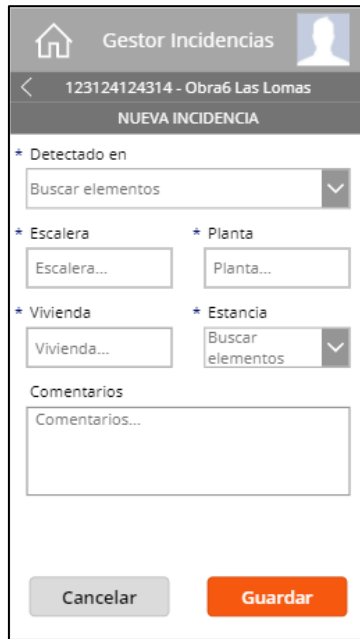 Gestor Incidencias
123124124314 - Obra6 Las Lomas
NUEVA INCIDENCIA
* Detectado en
Buscar elementos
* Escalera * Planta
Escalera... Planta...
* Vivienda * Estancia
Vivienda... Buscar
elementos
Comentarios
Comentarios...
Cancelar Guardar